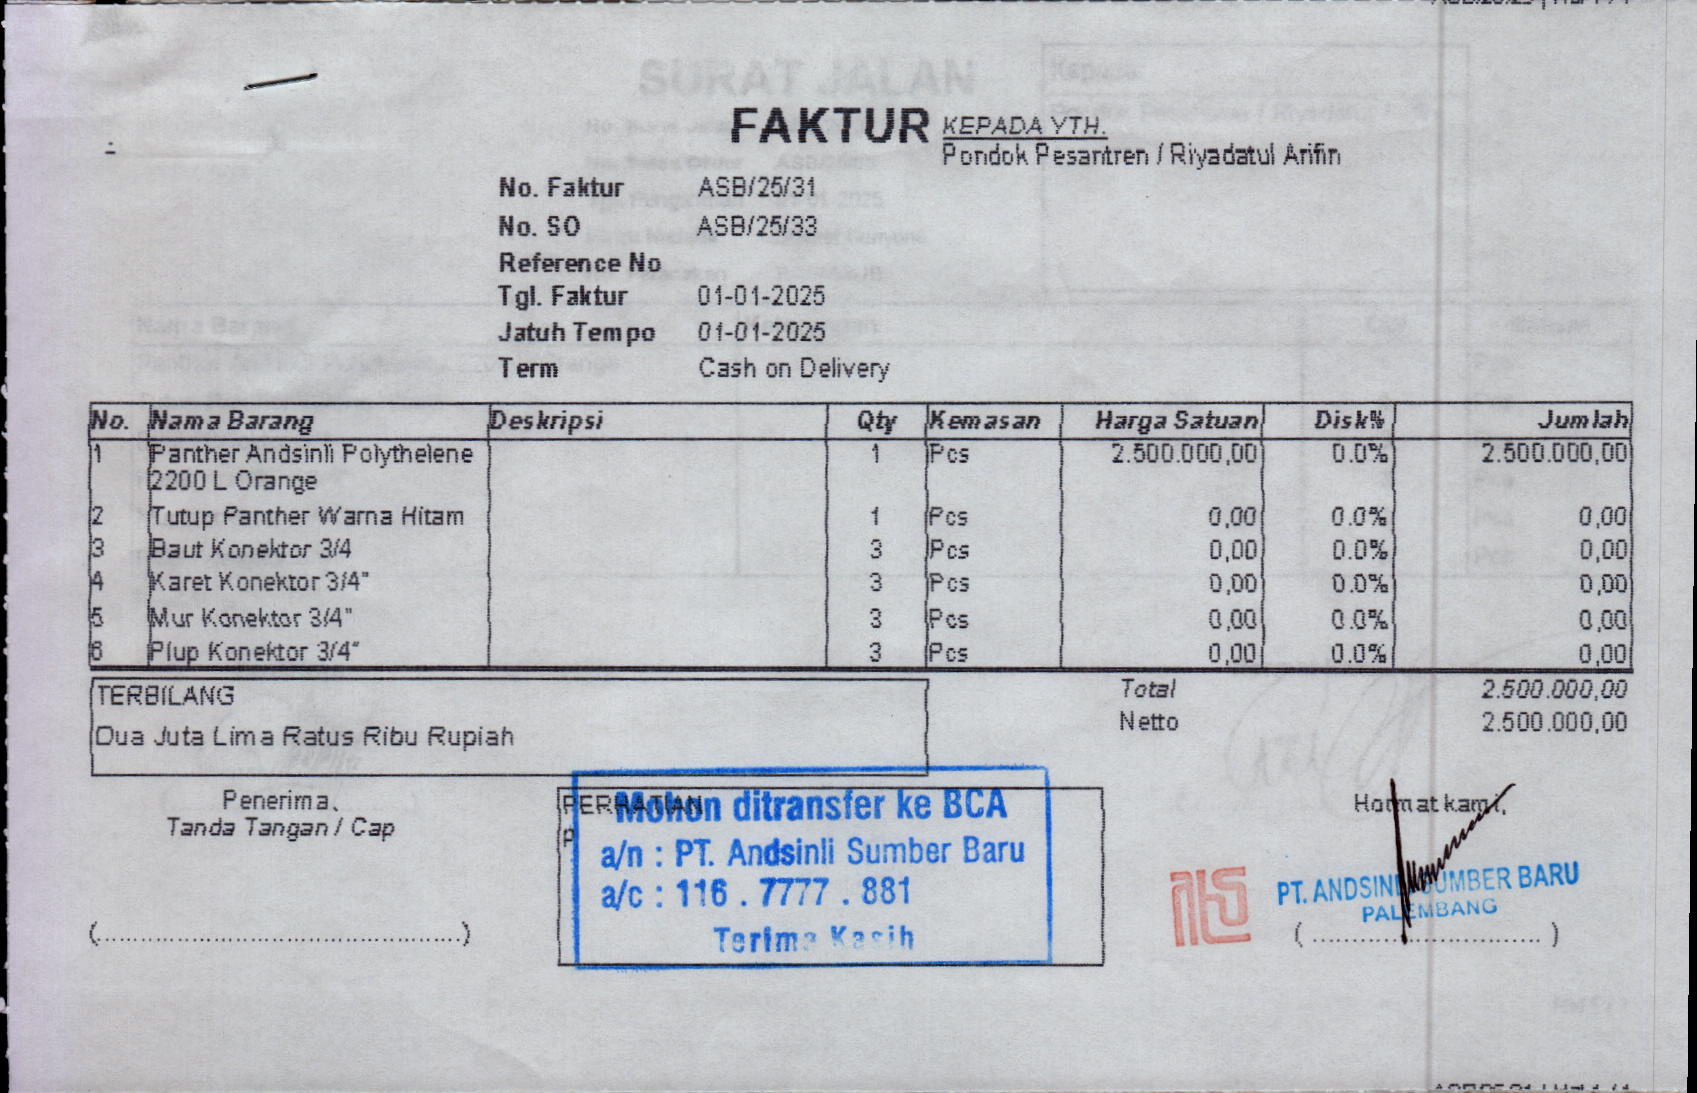 FAKTUR
KEPADA YTH.
Pondok Pesantren / Riyadatul Arifin
No. Faktur ASB/25/31
No. SO ASB/25/33
Reference No
Tgl. Faktur 01-01-2025
Jatuh Tempo 01-01-2025
Term Cash on Delivery
No. Nama Barang Deskripsi Qty Kemasan Harga Satuan Disk% Jumlah
1 Panther Andsinli Polythelene 1 Pcs 2.500.000,00 0.0% 2.500.000,00
2200 L Orange
2 Tutup Panther Warna Hitam 1 Pcs 0,00 0.0% 0,00
3 Baut Konektor 3/4 3 Pcs 0,00 0.0% 0,00
4 Karet Konektor 3/4" 3 Pcs 0,00 0.0% 0,00
5 Mur Konektor 3/4" 3 Pcs 0,00 0.0% 0,00
6 Plup Konektor 3/4" 3 Pcs 0,00 0.0% 0,00
TERBILANG
Dua Juta Lima Ratus Ribu Rupiah
Total 2.500.000,00
Netto 2.500.000,00
Penerima,
Tanda Tangan / Cap
(............................................)
PERHATIAN
Mohon ditransfer ke BCA
a/n : PT. Andsinli Sumber Baru
a/c : 116 . 7777 . 881
Terima Kasih
Hormat kami,
PT. ANDSINLI SUMBER BARU
PALEMBANG
( ............................ )